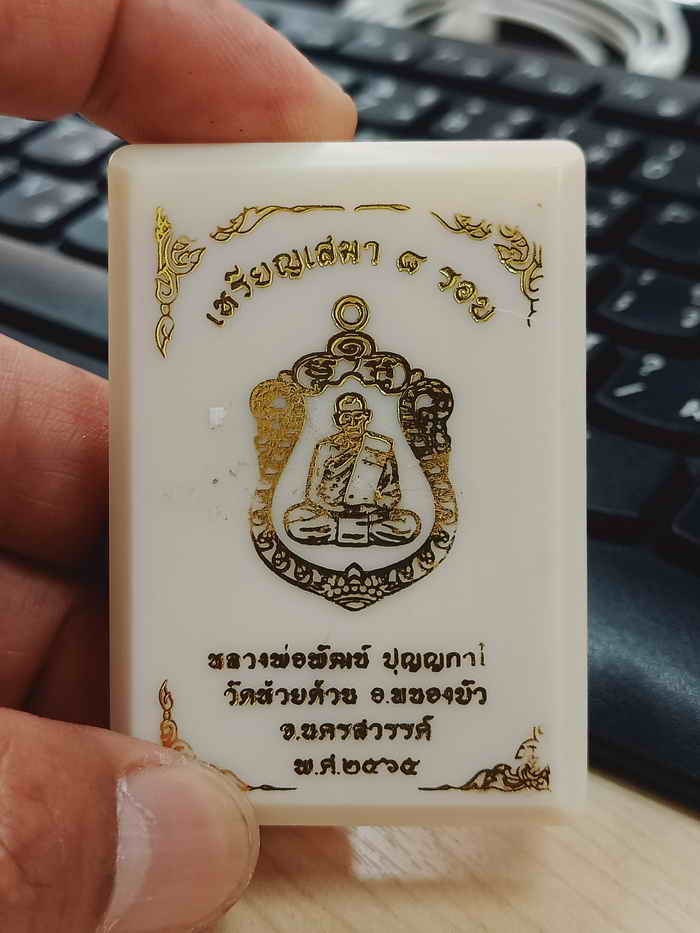 เหรียญเสมา ๘ รอบ
หลวงพ่อพัฒน์ ปุญญกาโ
วัดห้วยด้วน อ.หนองบัว
จ.นครสวรรค์
พ.ศ.๒๕๖๕